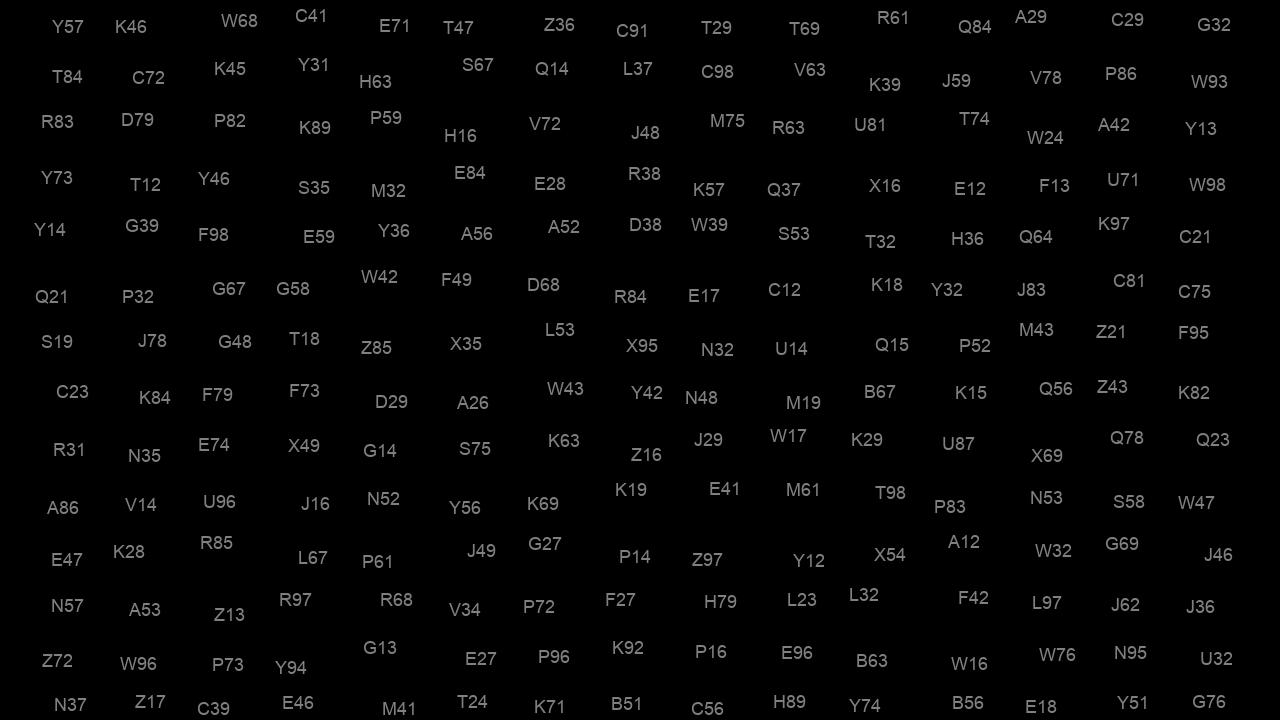 Y57 K46 W68 C41 E71 T47 Z36 C91 T29 T69 R61 Q84 A29 C29 G32
T84 C72 K45 Y31 H63 S67 Q14 L37 C98 V63 K39 J59 V78 P86 W93
R83 D79 P82 K89 P59 H16 V72 J48 M75 R63 U81 T74 W24 A42 Y13
Y73 T12 Y46 S35 M32 E84 E28 R38 K57 Q37 X16 E12 F13 U71 W98
Y14 G39 F98 E59 Y36 A56 A52 D38 W39 S53 T32 H36 Q64 K97 C21
Q21 P32 G67 G58 W42 F49 D68 R84 E17 C12 K18 Y32 J83 C81 C75
S19 J78 G48 T18 Z85 X35 L53 X95 N32 U14 Q15 P52 M43 Z21 F95
C23 K84 F79 F73 D29 A26 W43 Y42 N48 M19 B67 K15 Q56 Z43 K82
R31 N35 E74 X49 G14 S75 K63 Z16 J29 W17 K29 U87 X69 Q78 Q23
A86 V14 U96 J16 N52 Y56 K69 K19 E41 M61 T98 P83 N53 S58 W47
E47 K28 R85 L67 P61 J49 G27 P14 Z97 Y12 X54 A12 W32 G69 J46
N57 A53 Z13 R97 R68 V34 P72 F27 H79 L23 L32 F42 L97 J62 J36
Z72 W96 P73 Y94 G13 E27 P96 K92 P16 E96 B63 W16 W76 N95 U32
N37 Z17 C39 E46 M41 T24 K71 B51 C56 H89 Y74 B56 E18 Y51 G76